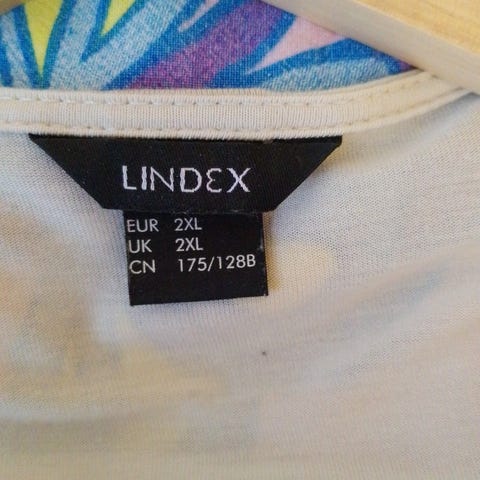 LINDEX
EUR 2XL
UK 2XL
CN 175/128B